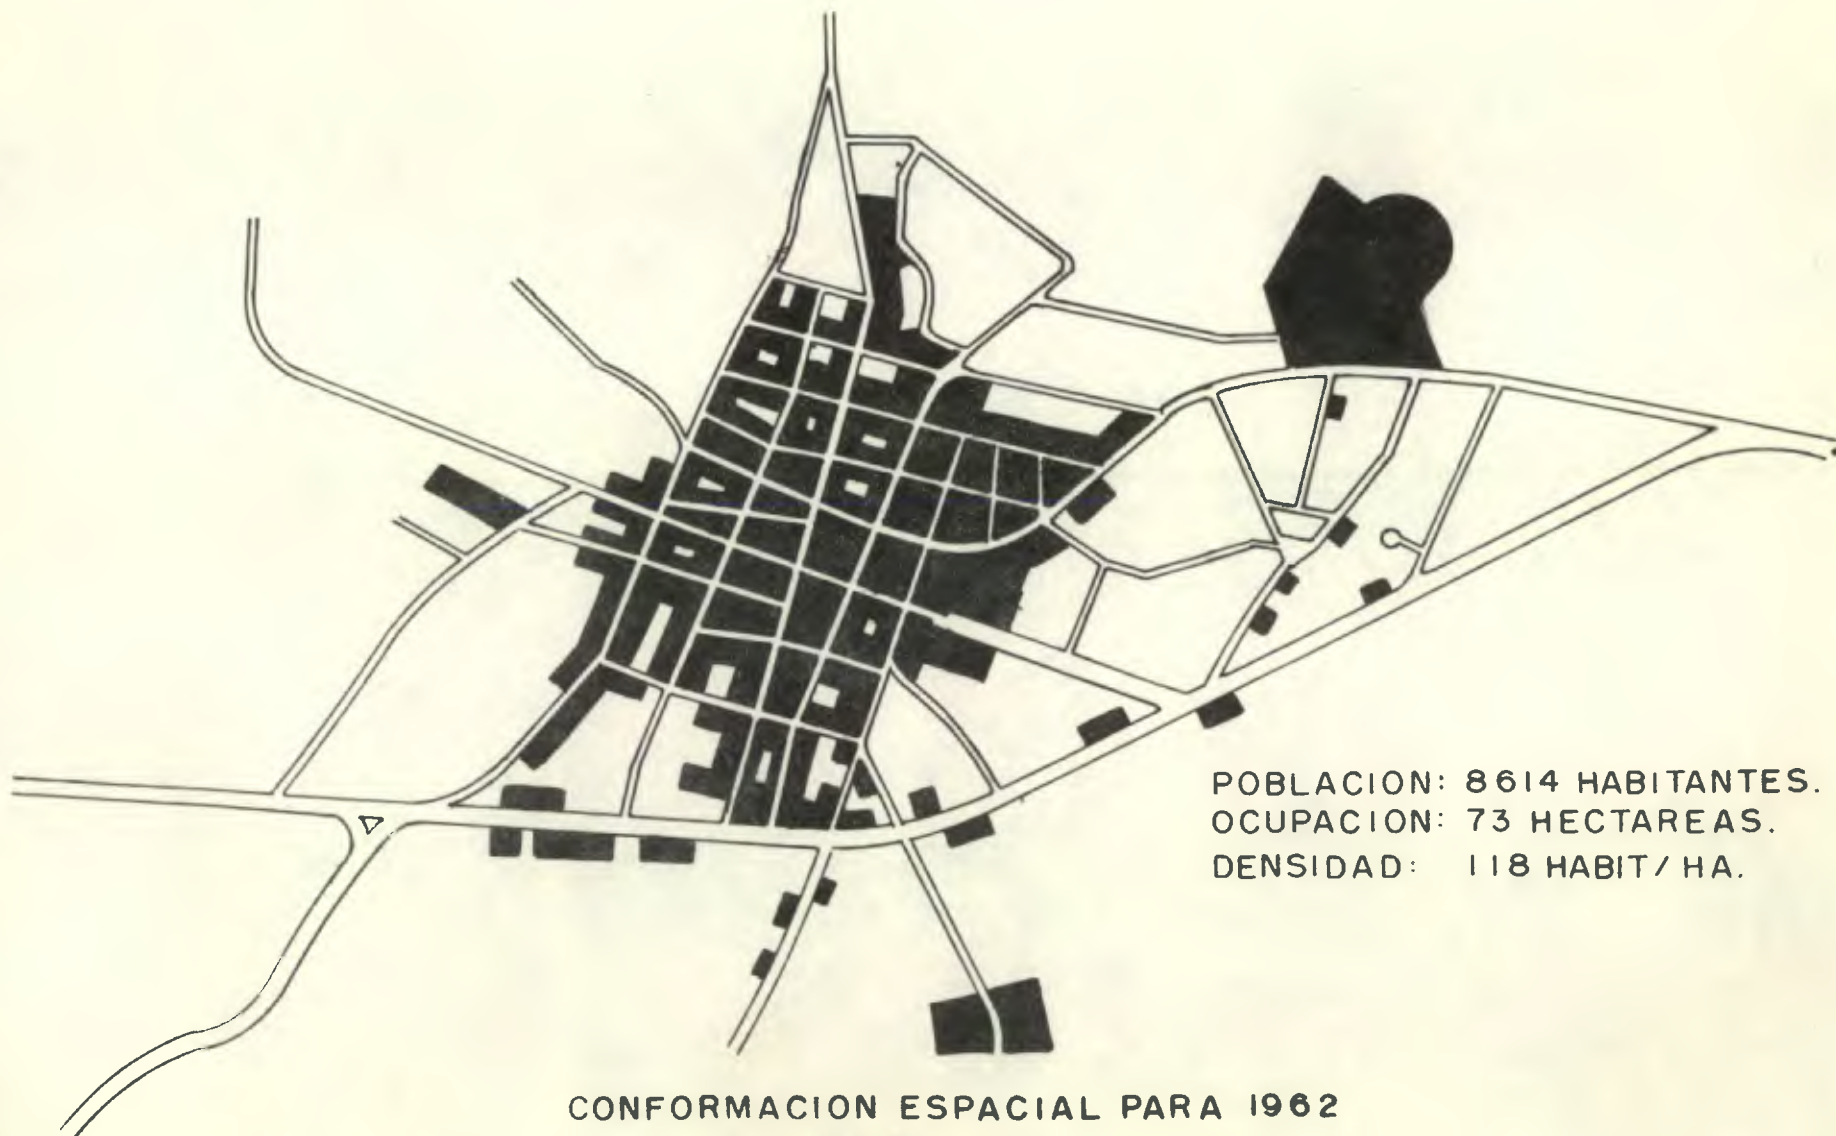 POBLACION: 8614 HABITANTES.
OCUPACION: 73 HECTAREAS.
DENSIDAD: 118 HABIT/HA.
CONFORMACION ESPACIAL PARA 1962